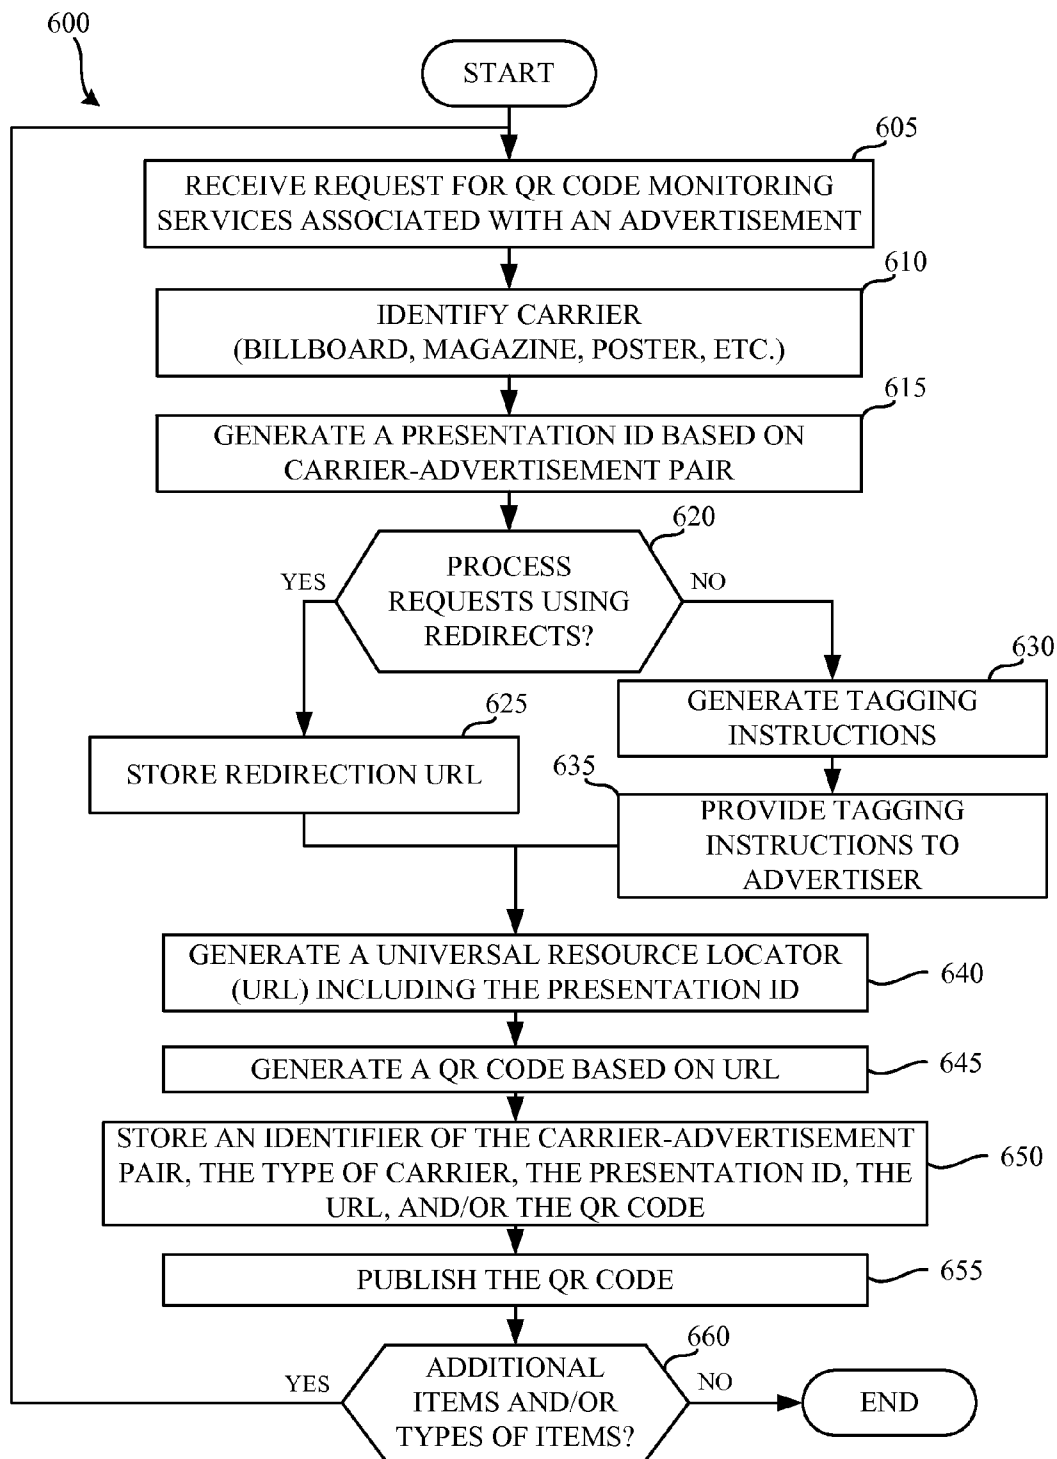 600
START
605
RECEIVE REQUEST FOR QR CODE MONITORING
SERVICES ASSOCIATED WITH AN ADVERTISEMENT
610
IDENTIFY CARRIER
(BILLBOARD, MAGAZINE, POSTER, ETC.)
615
GENERATE A PRESENTATION ID BASED ON
CARRIER-ADVERTISEMENT PAIR
620
PROCESS
REQUESTS USING
REDIRECTS?
YES
NO
630
GENERATE TAGGING
INSTRUCTIONS
625
STORE REDIRECTION URL
635
PROVIDE TAGGING
INSTRUCTIONS TO
ADVERTISER
GENERATE A UNIVERSAL RESOURCE LOCATOR
(URL) INCLUDING THE PRESENTATION ID
640
GENERATE A QR CODE BASED ON URL
645
STORE AN IDENTIFIER OF THE CARRIER-ADVERTISEMENT
PAIR, THE TYPE OF CARRIER, THE PRESENTATION ID, THE
URL, AND/OR THE QR CODE
650
PUBLISH THE QR CODE
655
660
ADDITIONAL
ITEMS AND/OR
TYPES OF ITEMS?
YES
NO
END